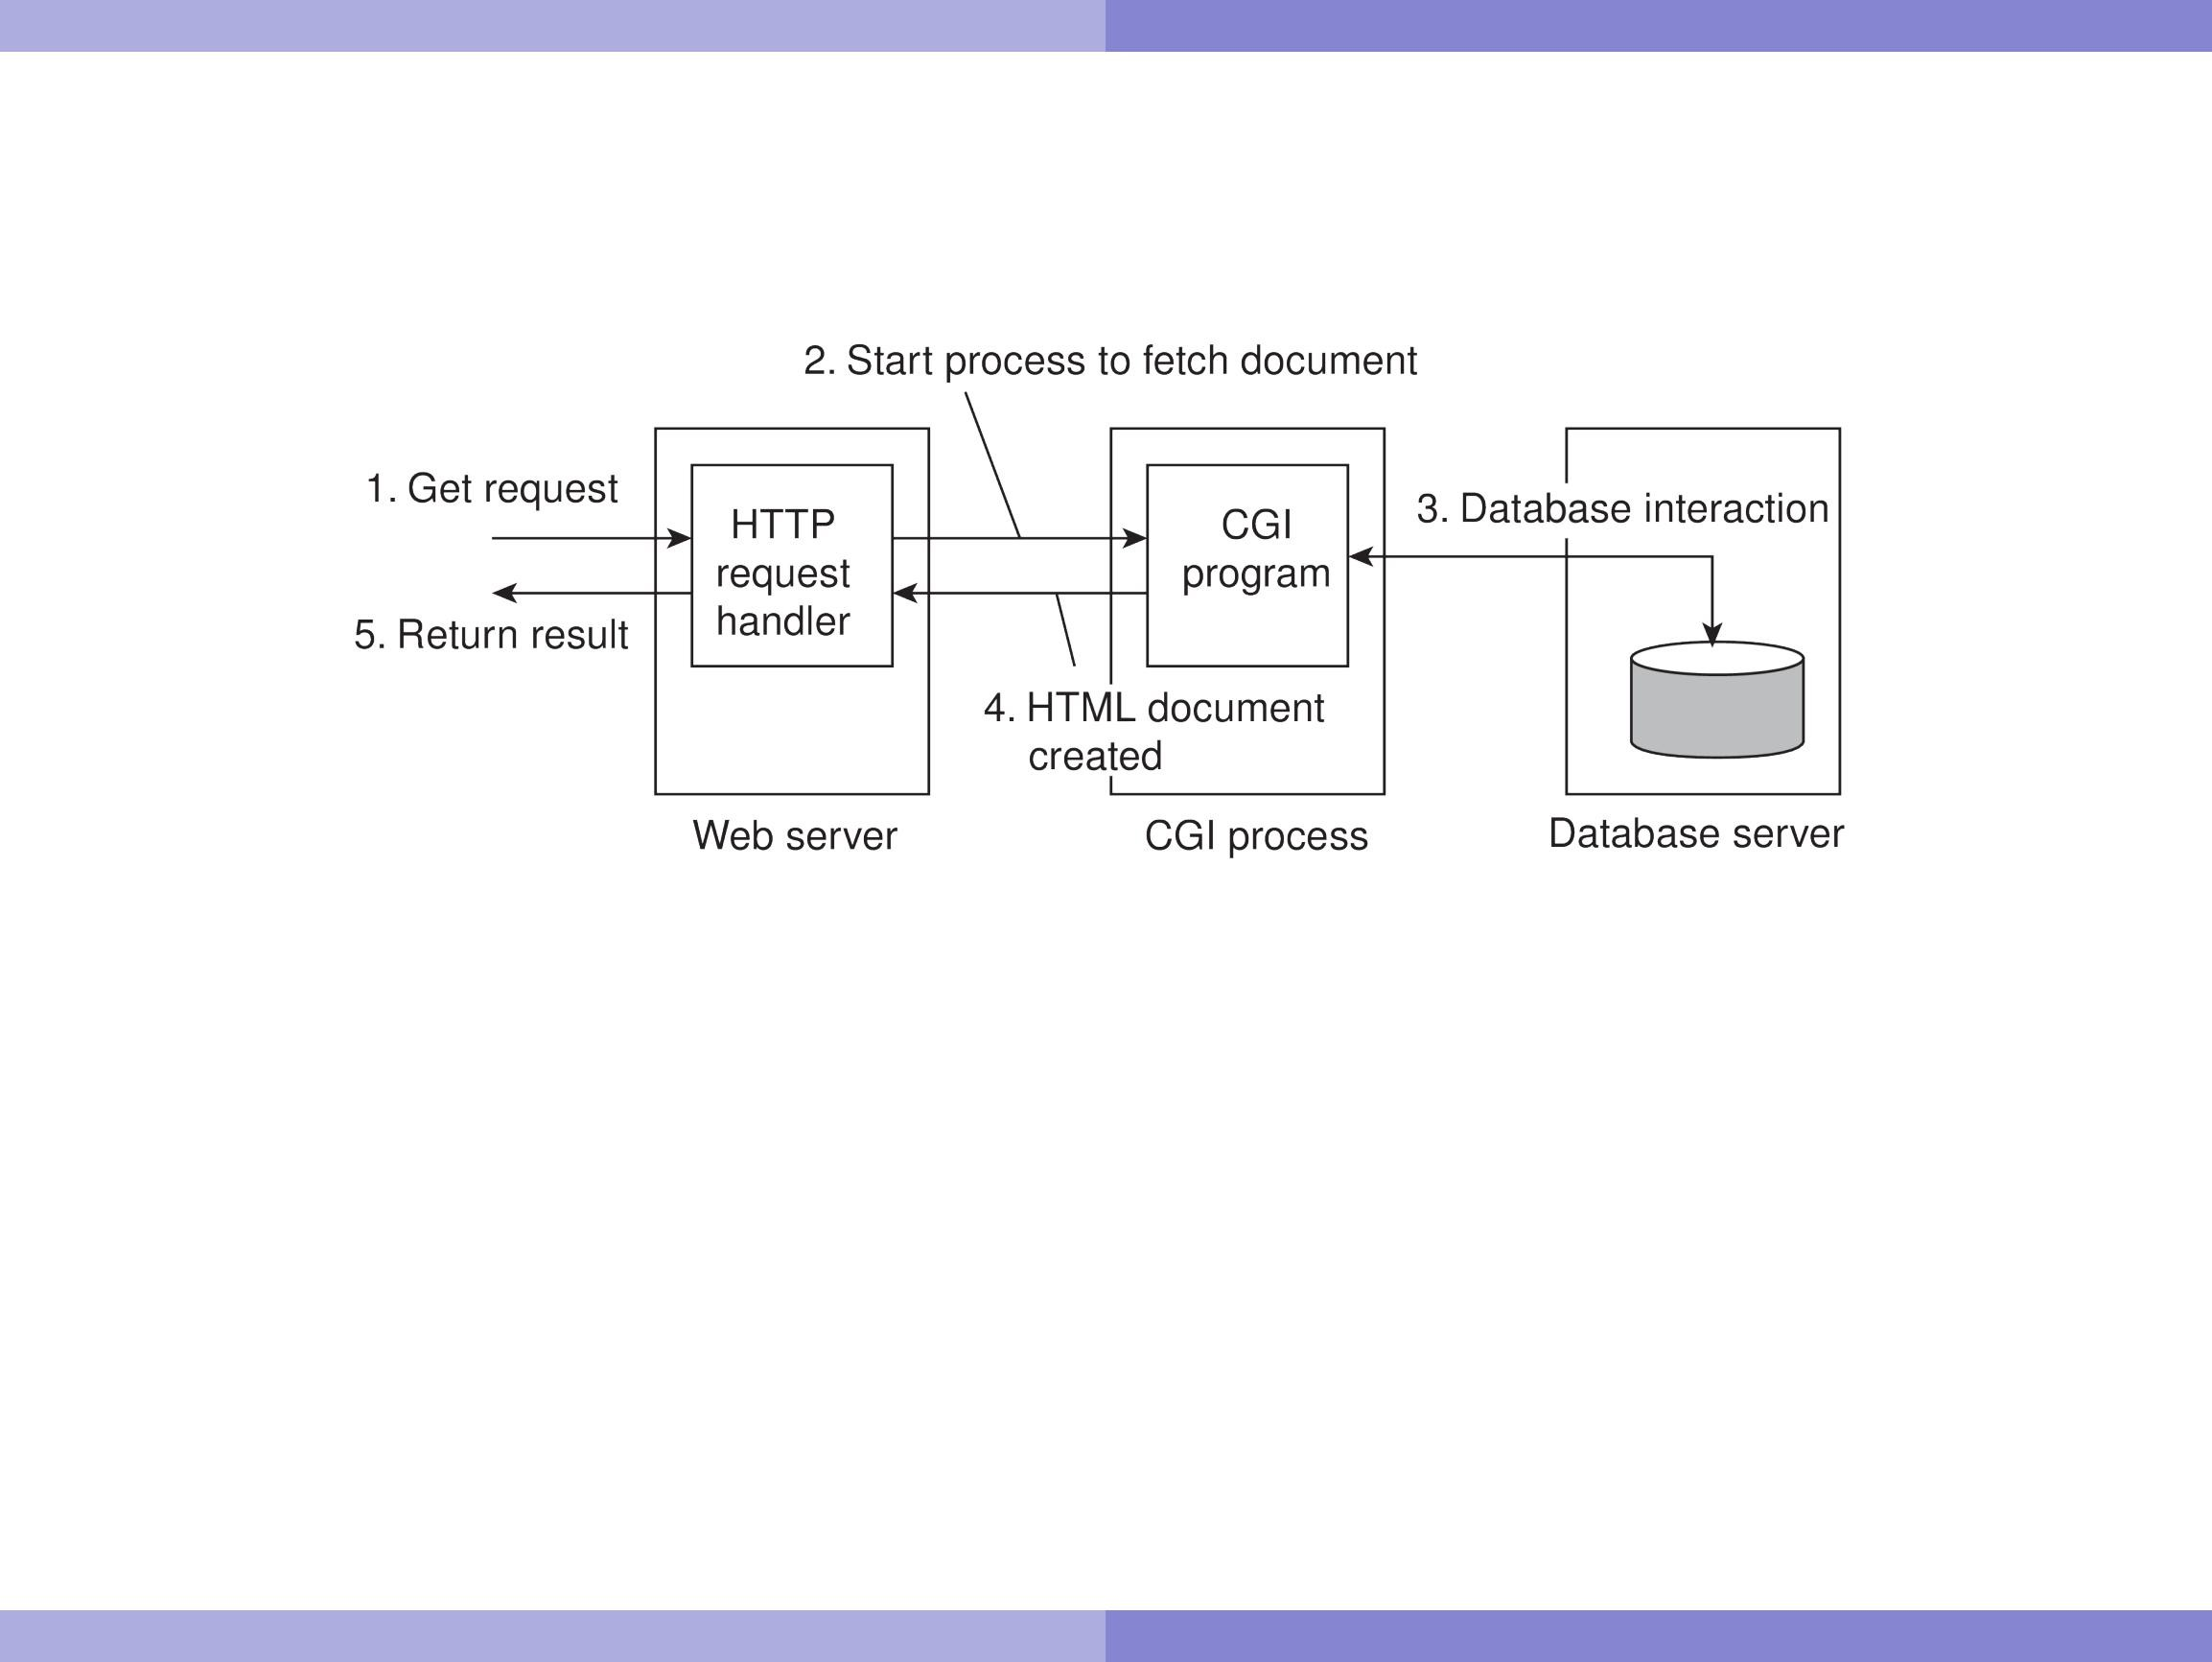 2. Start process to fetch document
1. Get request
HTTP
request
handler
CGI
program
3. Database interaction
5. Return result
4. HTML document
created
Web server
CGI process
Database server